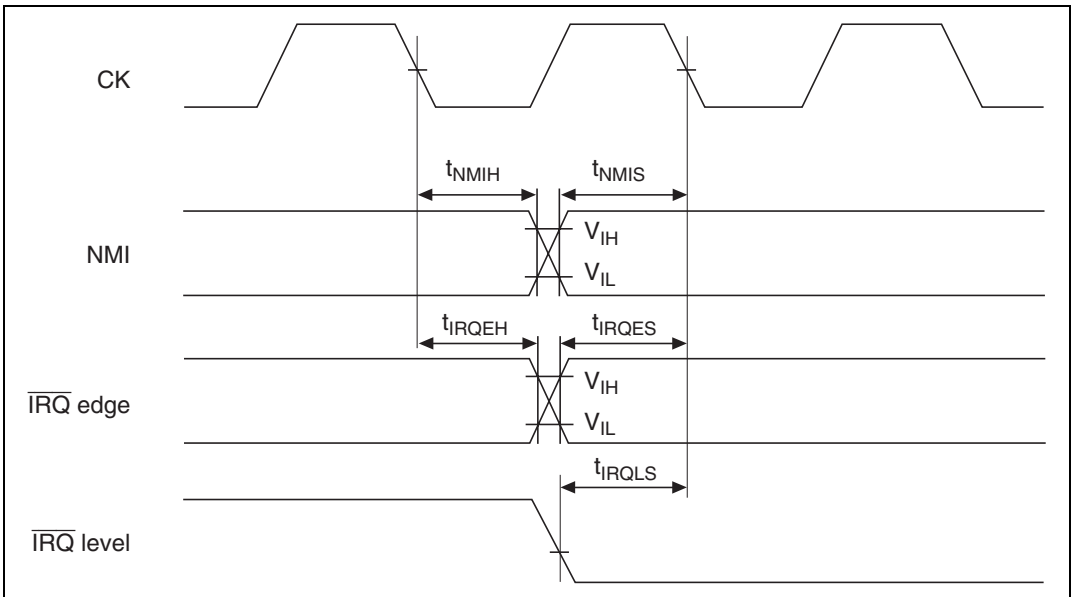 CK
tNMIH tNMIS
NMI
VIH
VIL
tIRQEH tIRQES
IRQ edge
VIH
VIL
tIRQLS
IRQ level